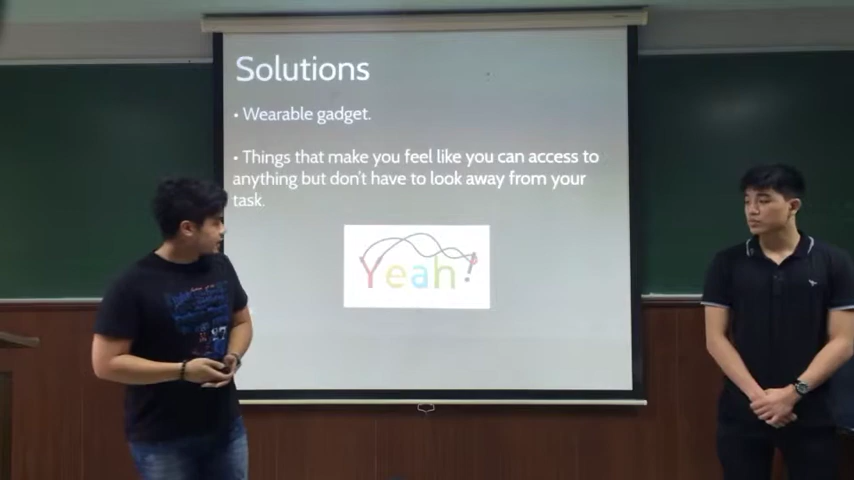 Solutions
• Wearable gadget.
• Things that make you feel like you can access to
anything but don't have to look away from your
task.
Yeah!